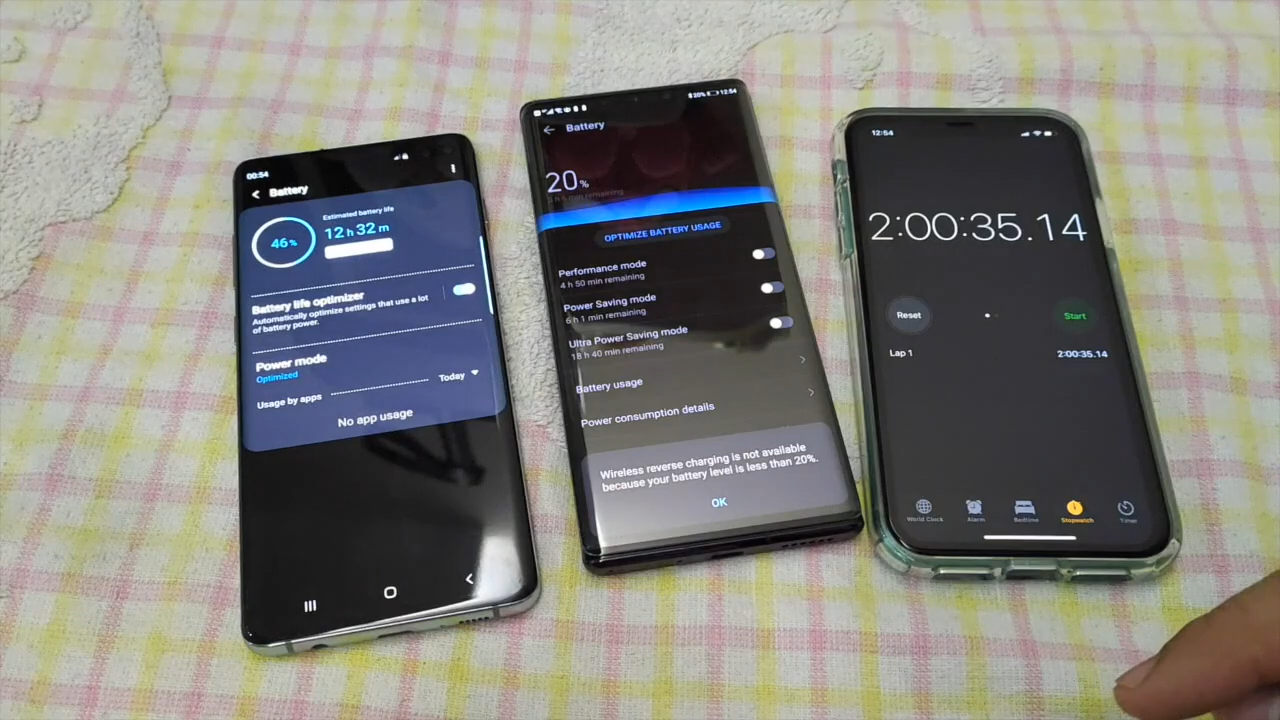 00:54
Battery
46%
Estimated battery life
12 h 32 m
Battery life optimizer
Automatically optimize settings that use a lot
of battery power.
Power mode
Optimized
Usage by apps
Today
No app usage
20% 12:54
Battery
20%
remaining
OPTIMIZE BATTERY USAGE
Performance mode
4 h 50 min remaining
Power Saving mode
6 h 1 min remaining
Ultra Power Saving mode
18 h 40 min remaining
Battery usage
Power consumption details
Wireless reverse charging is not available
because your battery level is less than 20%.
OK
12:54
2:00:35.14
Reset
Start
Lap 1 2:00:35.14
World Clock
Alarm
Bedtime
Stopwatch
Timer